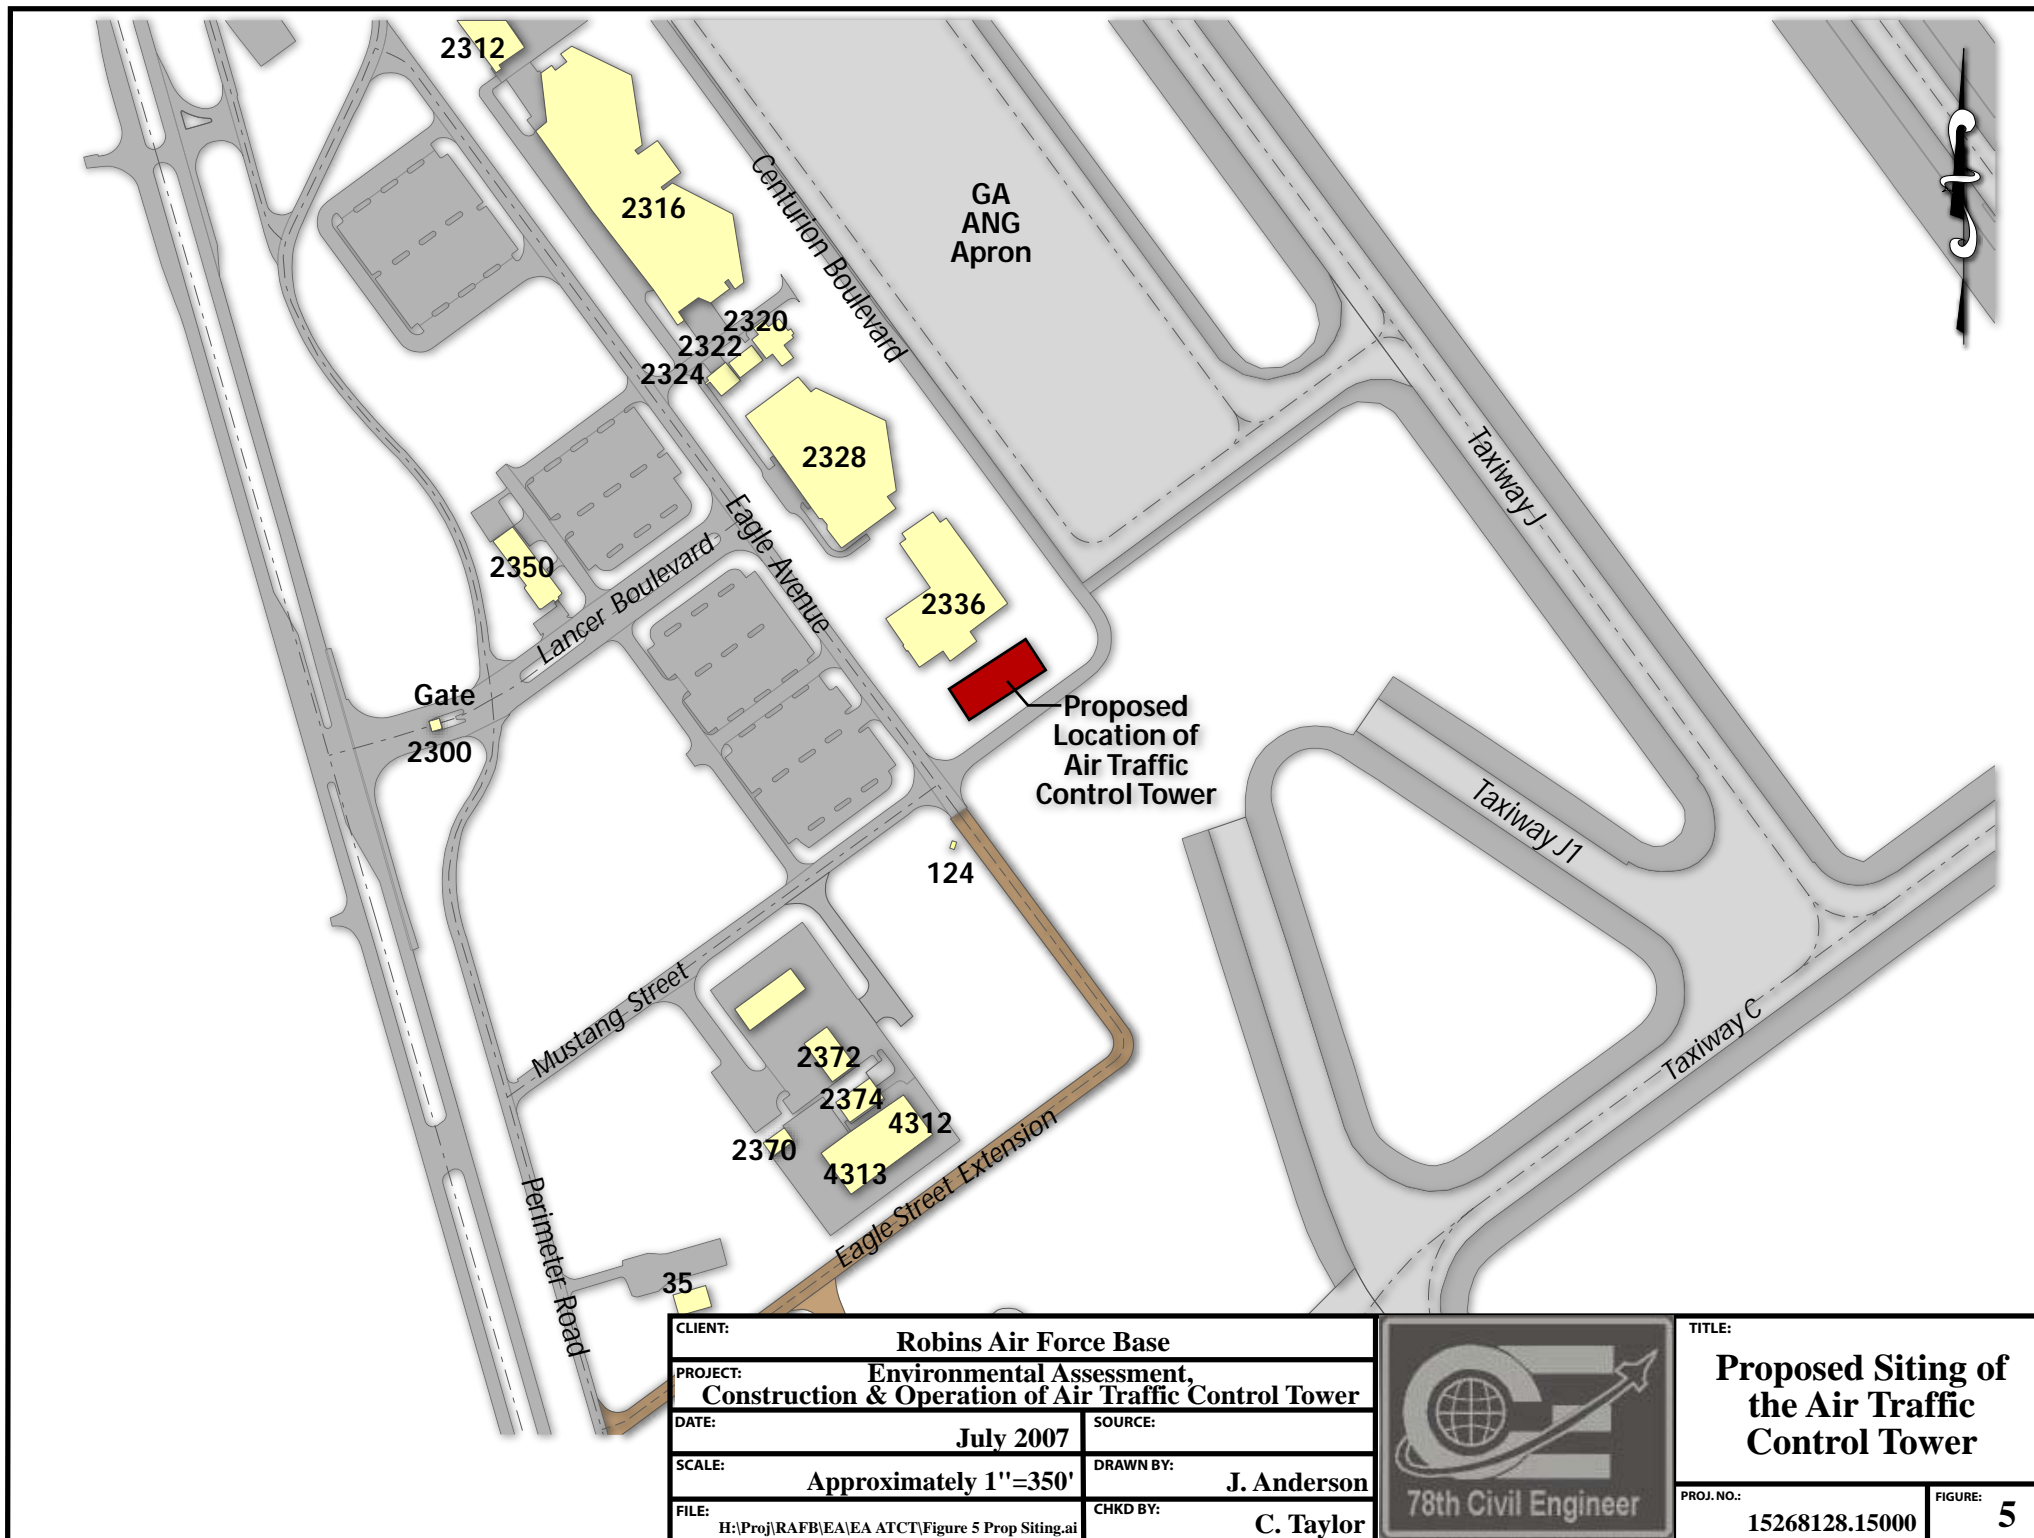 2312
2316
Centurion Boulevard
GA
ANG
Apron
2320
2322
2324
2328
Taxiway J
Eagle Avenue
2350
Lancer Boulevard
2336
Gate
2300
Proposed
Location of
Air Traffic
Control Tower
Taxiway J1
124
Mustang Street
Taxiway C
2372
2374
4312
2370
4313
Eagle Street Extension
Perimeter Road
35
CLIENT:
Robins Air Force Base
PROJECT:
Environmental Assessment,
Construction & Operation of Air Traffic Control Tower
DATE:
July 2007
SOURCE:
SCALE:
Approximately 1"=350'
DRAWN BY:
J. Anderson
FILE:
H:\Proj\RAFB\EA\EA ATCT\Figure 5 Prop Siting.ai
CHKD BY:
C. Taylor
CE
78th Civil Engineer
TITLE:
Proposed Siting of
the Air Traffic
Control Tower
PROJ. NO.:
15268128.15000
FIGURE:
5